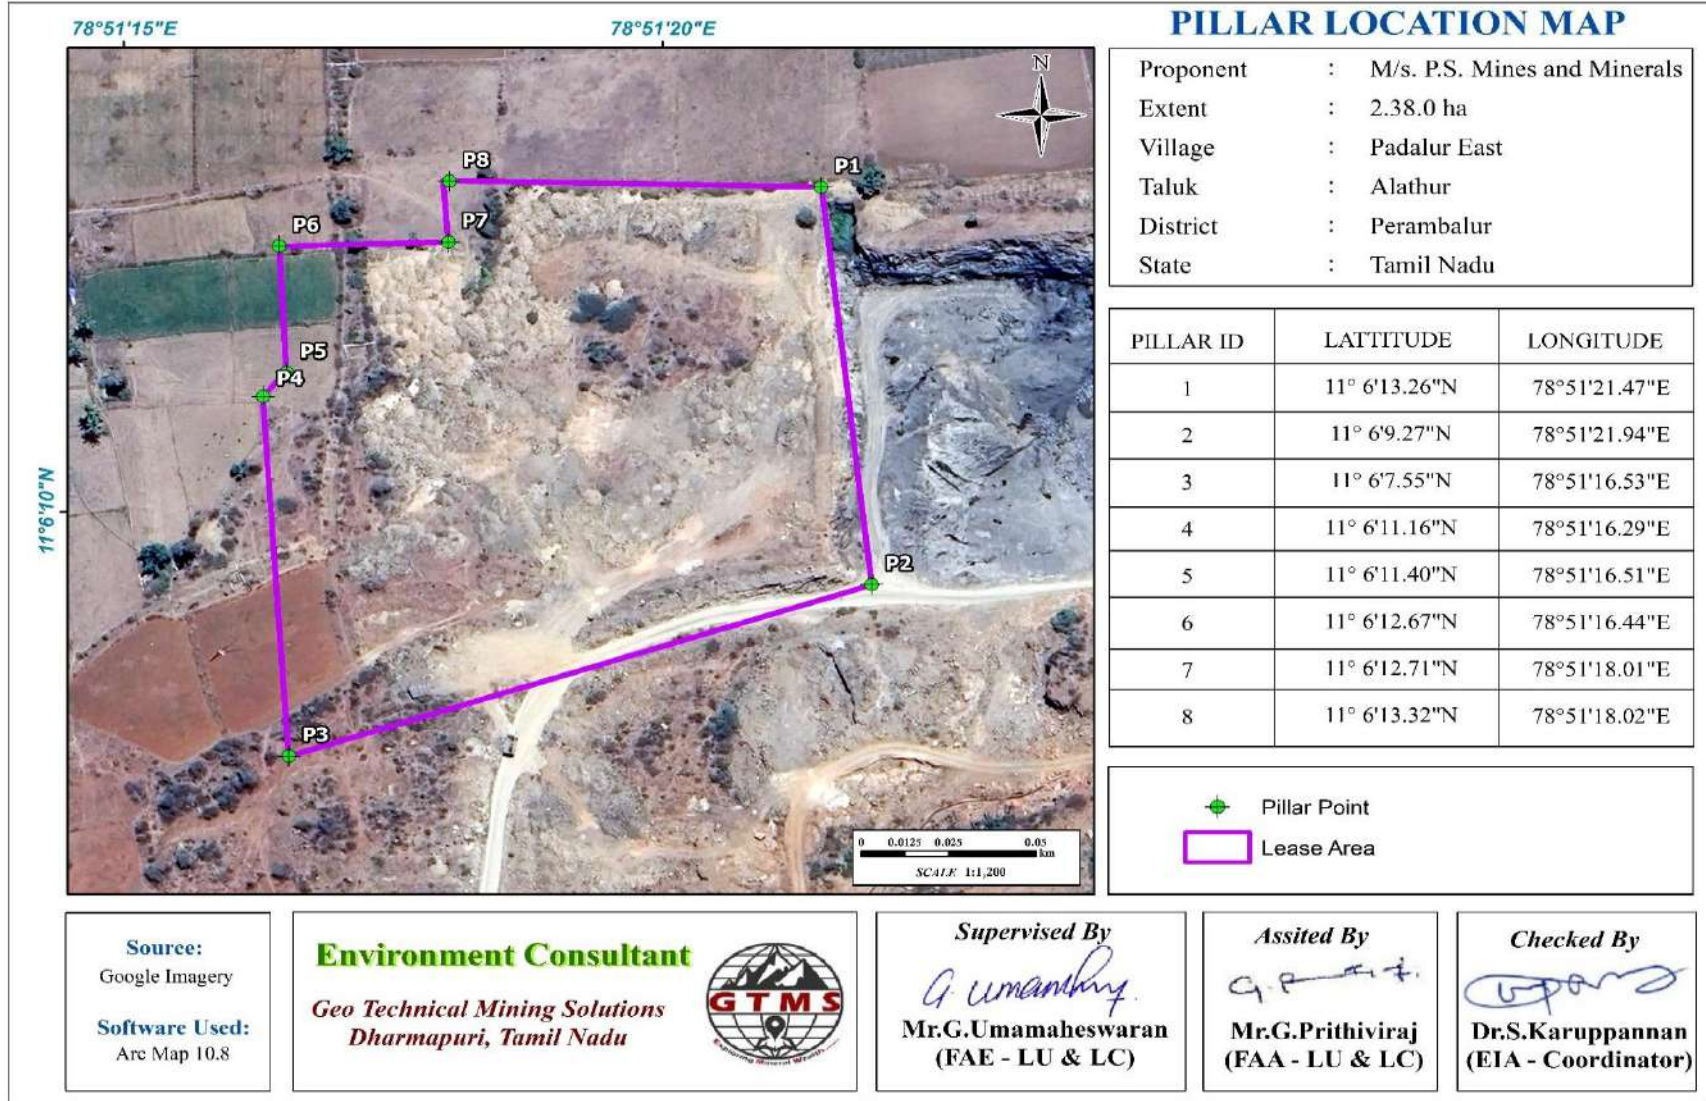 78°51'15"E
78°51'20"E
11°6'10"N
N
P8
P1
P7
P6
P5
P4
P2
P3
0 0.0125 0.025 0.05
km
SCALE 1:1,200
PILLAR LOCATION MAP
Proponent : M/s. P.S. Mines and Minerals
Extent : 2.38.0 ha
Village : Padalur East
Taluk : Alathur
District : Perambalur
State : Tamil Nadu
PILLAR ID LATTITUDE LONGITUDE
1 11° 6'13.26"N 78°51'21.47"E
2 11° 6'9.27"N 78°51'21.94"E
3 11° 6'7.55"N 78°51'16.53"E
4 11° 6'11.16"N 78°51'16.29"E
5 11° 6'11.40"N 78°51'16.51"E
6 11° 6'12.67"N 78°51'16.44"E
7 11° 6'12.71"N 78°51'18.01"E
8 11° 6'13.32"N 78°51'18.02"E
Pillar Point
Lease Area
Source:
Google Imagery
Software Used:
Arc Map 10.8
Environment Consultant
Geo Technical Mining Solutions
Dharmapuri, Tamil Nadu
GTMS
Exploring Mineral Wealth
Supervised By
Mr.G.Umamaheswaran
(FAE - LU & LC)
Assited By
Mr.G.Prithiviraj
(FAA - LU & LC)
Checked By
Dr.S.Karuppannan
(EIA - Coordinator)